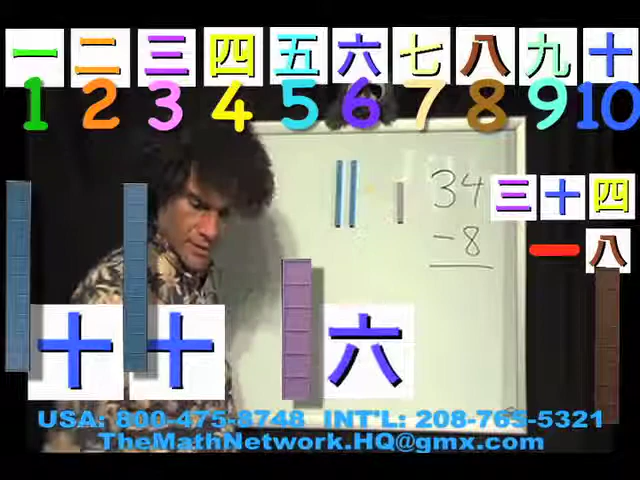 一 二 三 四 五 六 七 八 九 十
1 2 3 4 5 6 7 8 9 10
34 三十四
-8 一 八
十 十 六
USA: 800-475-8748 INT'L: 208-765-5321
TheMathNetwork.HQ@gmx.com